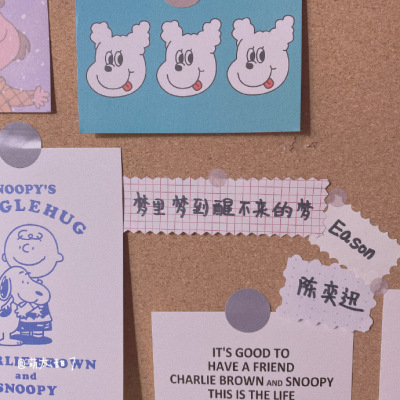 SNOOPY'S
GLEHUG
梦里梦到醒不来的梦
Eason
陈奕迅
RLIE BROWN
and
SNOOPY
IT'S GOOD TO
HAVE A FRIEND
CHARLIE BROWN AND SNOOPY
THIS IS THE LIFE